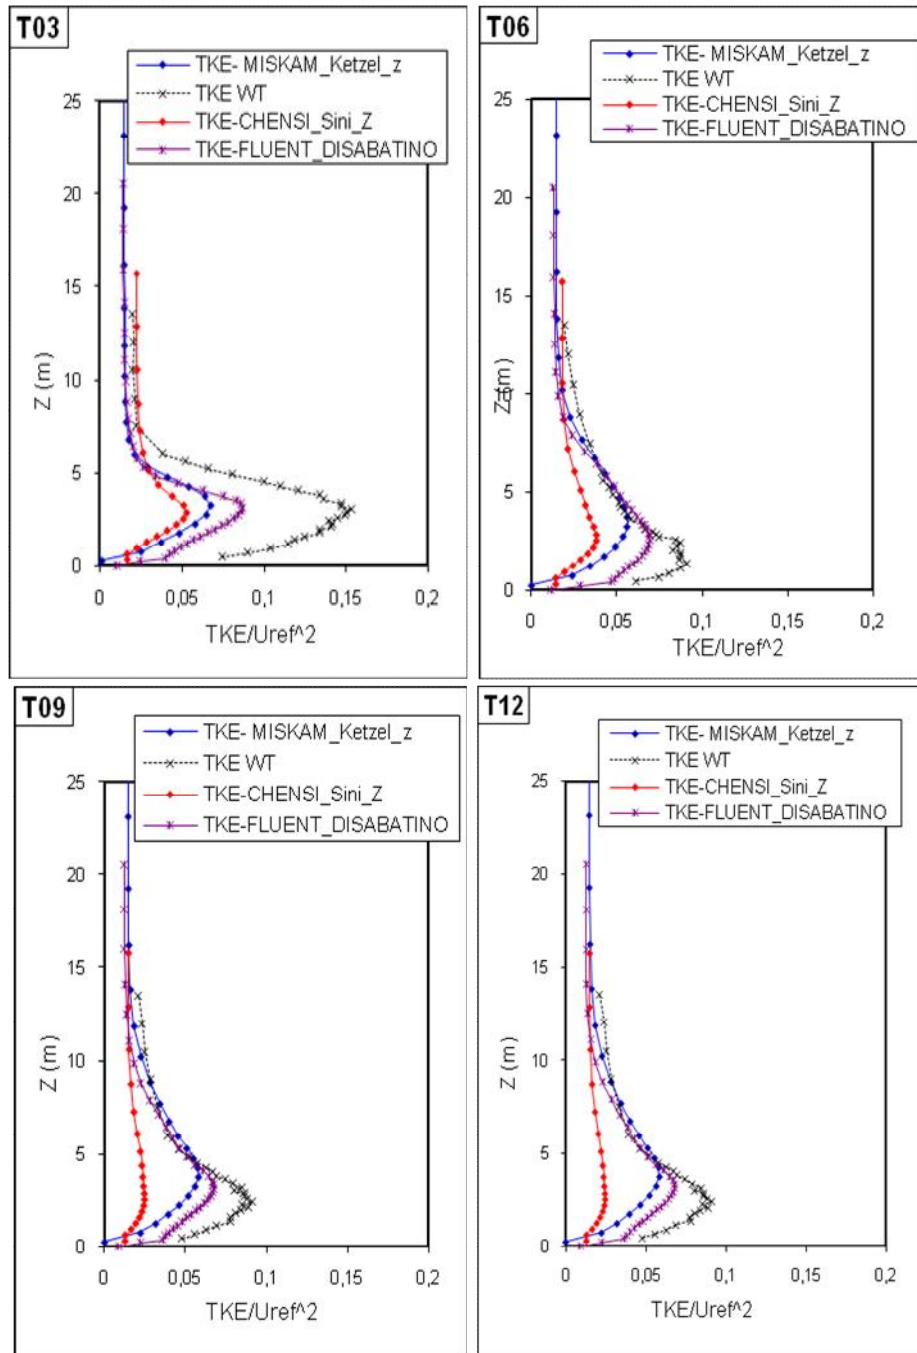 T03
TKE- MISKAM_Ketzel_z
TKE WT
TKE-CHENSI_Sini_Z
TKE-FLUENT_DISABATINO
25
20
15
10
5
0
Z (m)
0
0,05
0,1
0,15
0,2
TKE/Uref^2
T06
TKE- MISKAM_Ketzel_z
TKE WT
TKE-CHENSI_Sini_Z
TKE-FLUENT_DISABATINO
25
20
15
10
5
0
Z (m)
0
0,05
0,1
0,15
0,2
TKE/Uref^2
T09
TKE- MISKAM_Ketzel_z
TKE WT
TKE-CHENSI_Sini_Z
TKE-FLUENT_DISABATINO
25
20
15
10
5
0
Z (m)
0
0,05
0,1
0,15
0,2
TKE/Uref^2
T12
TKE- MISKAM_Ketzel_z
TKE WT
TKE-CHENSI_Sini_Z
TKE-FLUENT_DISABATINO
25
20
15
10
5
0
Z (m)
0
0,05
0,1
0,15
0,2
TKE/Uref^2